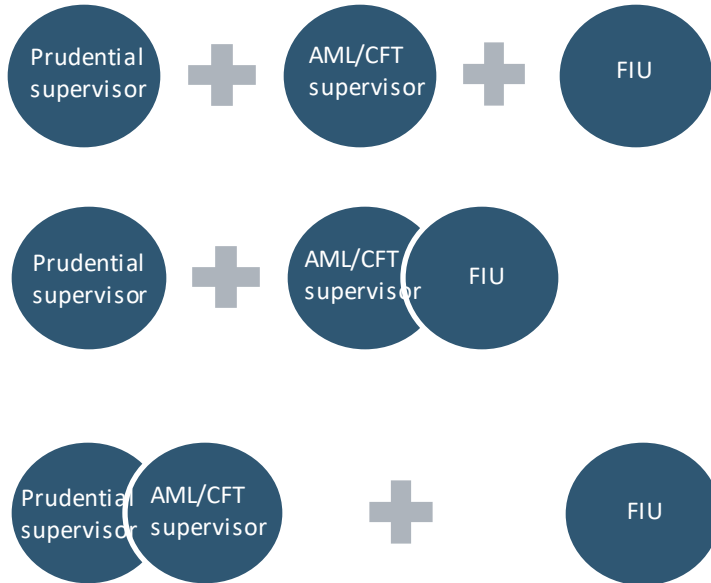 Prudential
supervisor
AML/CFT
supervisor
FIU
Prudential
supervisor
AML/CFT
supervisor
FIU
Prudential
supervisor
AML/CFT
supervisor
FIU